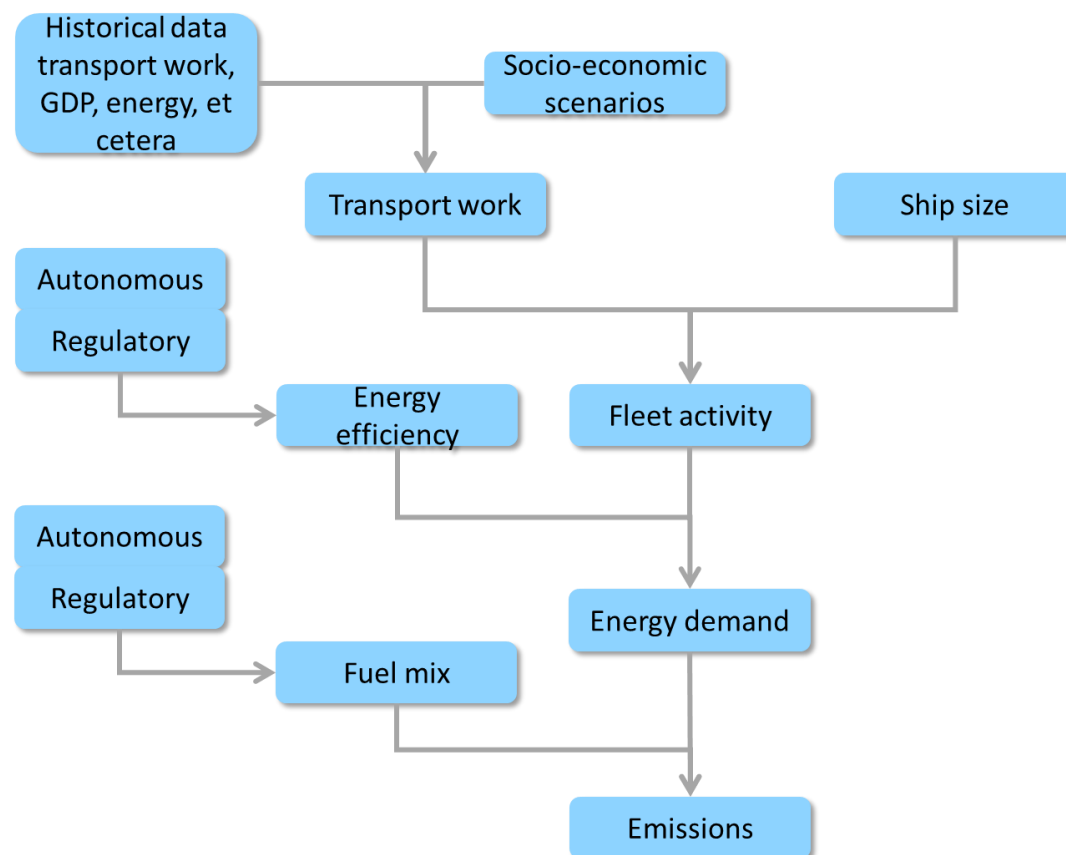 Historical data
transport work,
GDP, energy, et
cetera
Socio-economic
scenarios
Transport work
Ship size
Autonomous
Regulatory
Energy
efficiency
Fleet activity
Autonomous
Regulatory
Energy demand
Fuel mix
Emissions